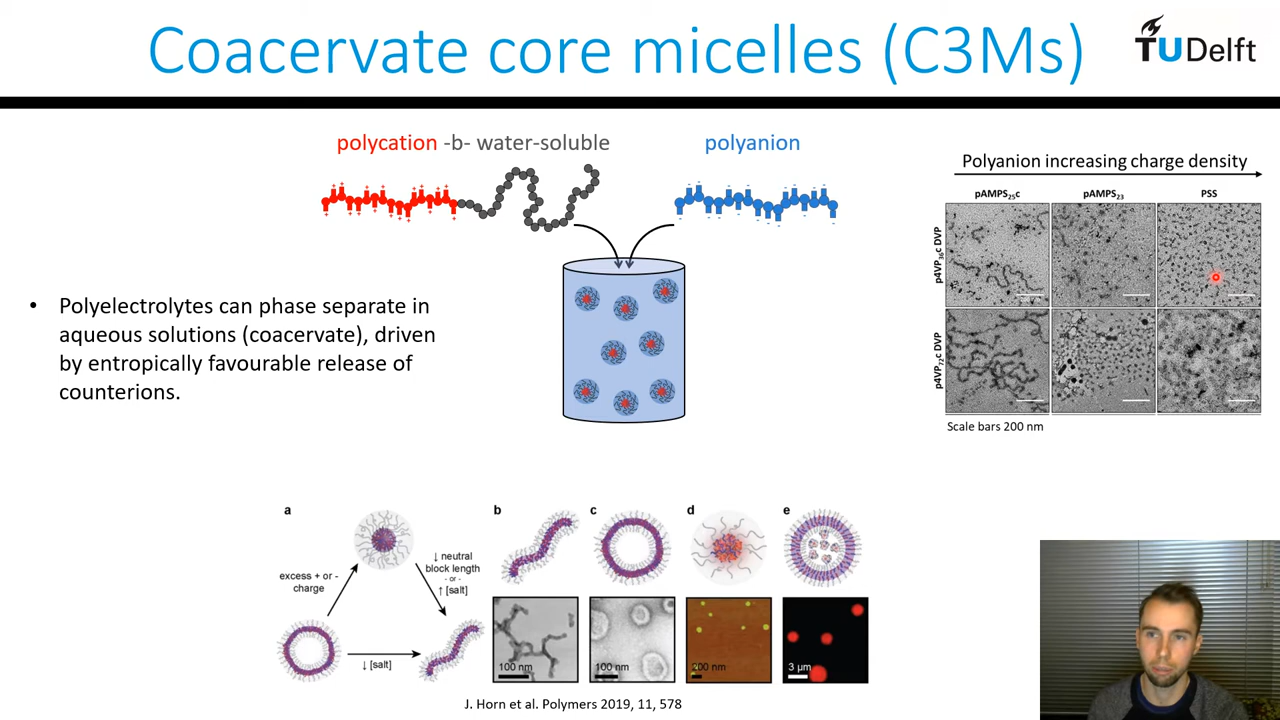 Coacervate core micelles (C3Ms)
TUDelft
polycation -b- water-soluble
polyanion
Polyanion increasing charge density
pAMPS25c
pAMPS23
PSS
p4VP36c DVP
p4VP72c DVP
Scale bars 200 nm
• Polyelectrolytes can phase separate in
aqueous solutions (coacervate), driven
by entropically favourable release of
counterions.
a
b
c
d
e
excess + or -
charge
↓ neutral
block length
- or -
↑ [salt]
↓ [salt]
100 nm
100 nm
200 nm
3 μm
J. Horn et al. Polymers 2019, 11, 578